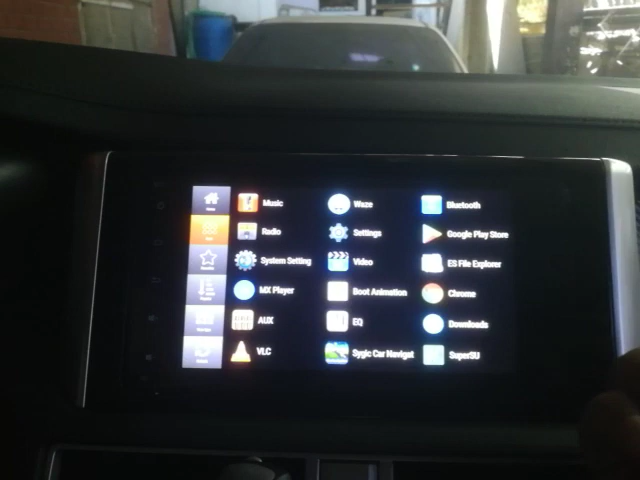 Music
Waze
Bluetooth
Radio
Settings
Google Play Store
System Setting
Video
ES File Explorer
MX Player
Boot Animation
Chrome
AUX
EQ
Downloads
VLC
Sygic Car Navigat
SuperSU